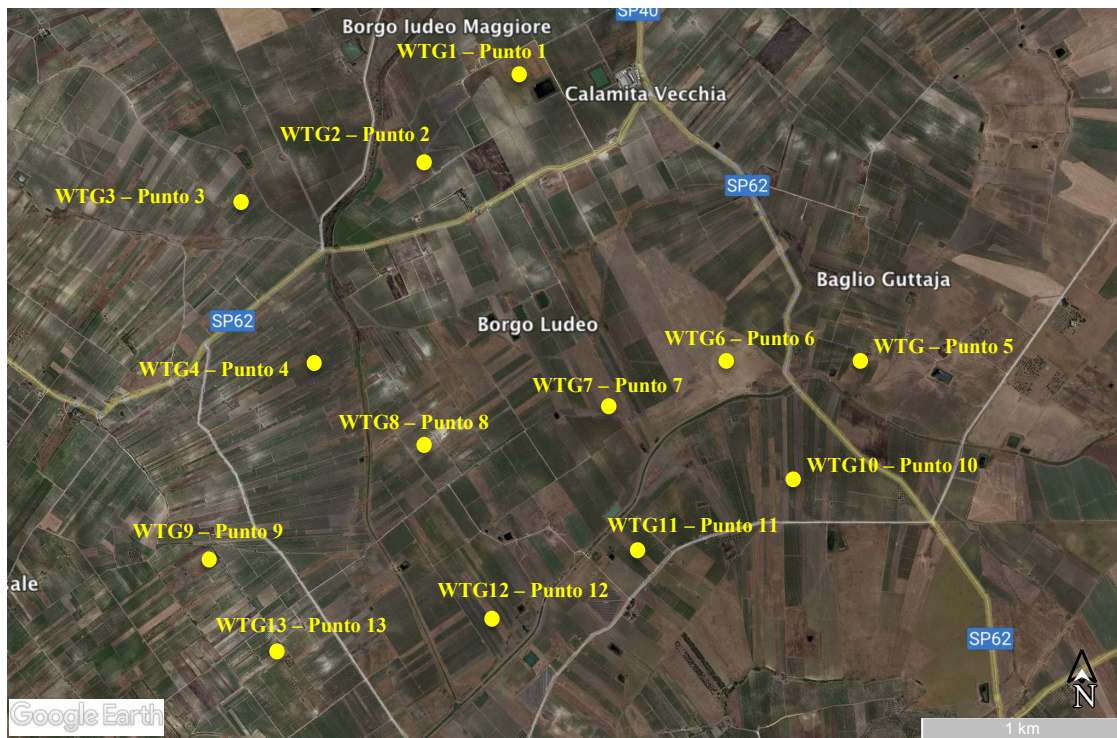 SP40
Borgo Iudeo Maggiore
WTG1 – Punto 1
Calamita Vecchia
WTG2 – Punto 2
SP62
WTG3 – Punto 3
Baglio Guttaja
SP62
Borgo Ludeo
WTG6 – Punto 6
WTG – Punto 5
WTG4 – Punto 4
WTG7 – Punto 7
WTG8 – Punto 8
WTG10 – Punto 10
WTG11 – Punto 11
WTG9 – Punto 9
sale
WTG12 – Punto 12
WTG13 – Punto 13
SP62
N
Google Earth
1 km